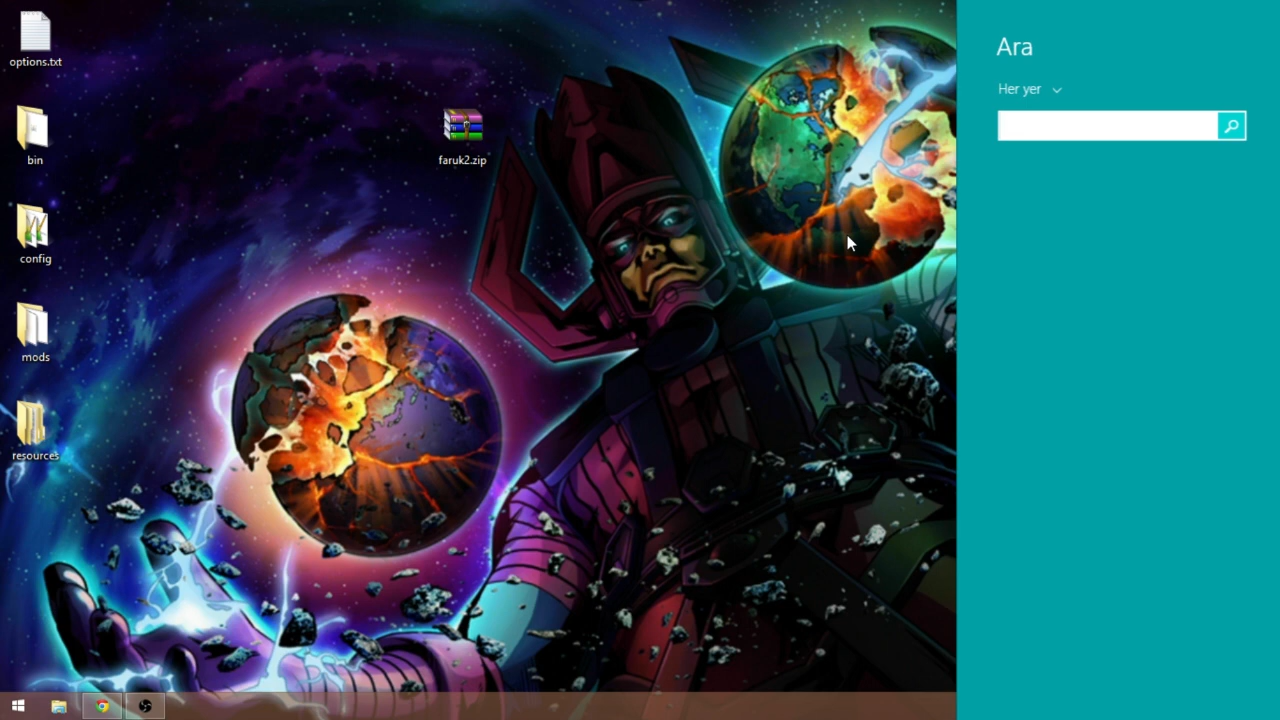 options.txt
bin
config
mods
resources
faruk2.zip
Ara
Her yer